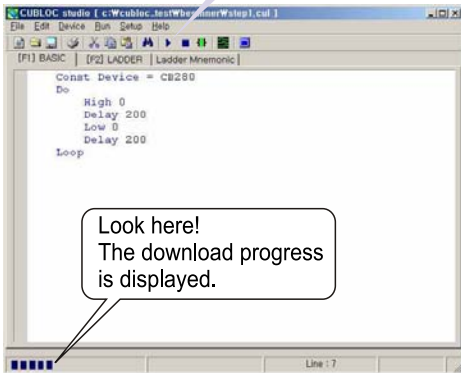 CUBLOC studio [ c:₩cubloc_test₩beginner₩step1.cul ]
File Edit Device Run Setup Help
[F1] BASIC [F2] LADDER Ladder Mnemonic
Const Device = CB280
Do
High 0
Delay 200
Low 0
Delay 200
Loop
Look here!
The download progress
is displayed.
Line : 7